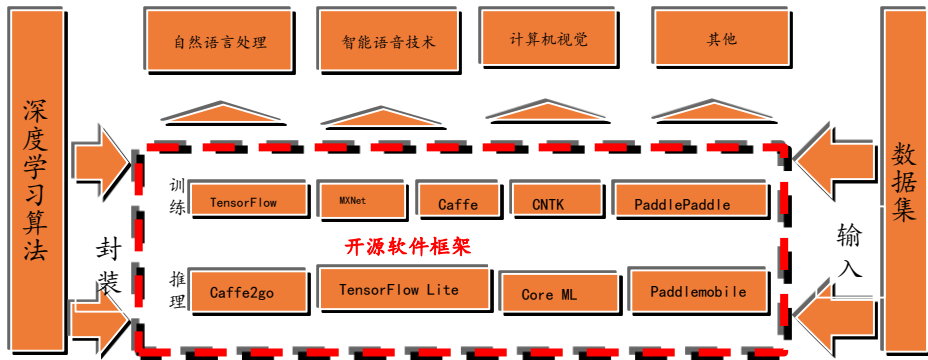 自然语言处理
智能语音技术
计算机视觉
其他
深度学习算法
数据集
训练
TensorFlow
MXNet
Caffe
CNTK
PaddlePaddle
开源软件框架
封装
输入
推理
Caffe2go
TensorFlow Lite
Core ML
Paddlemobile